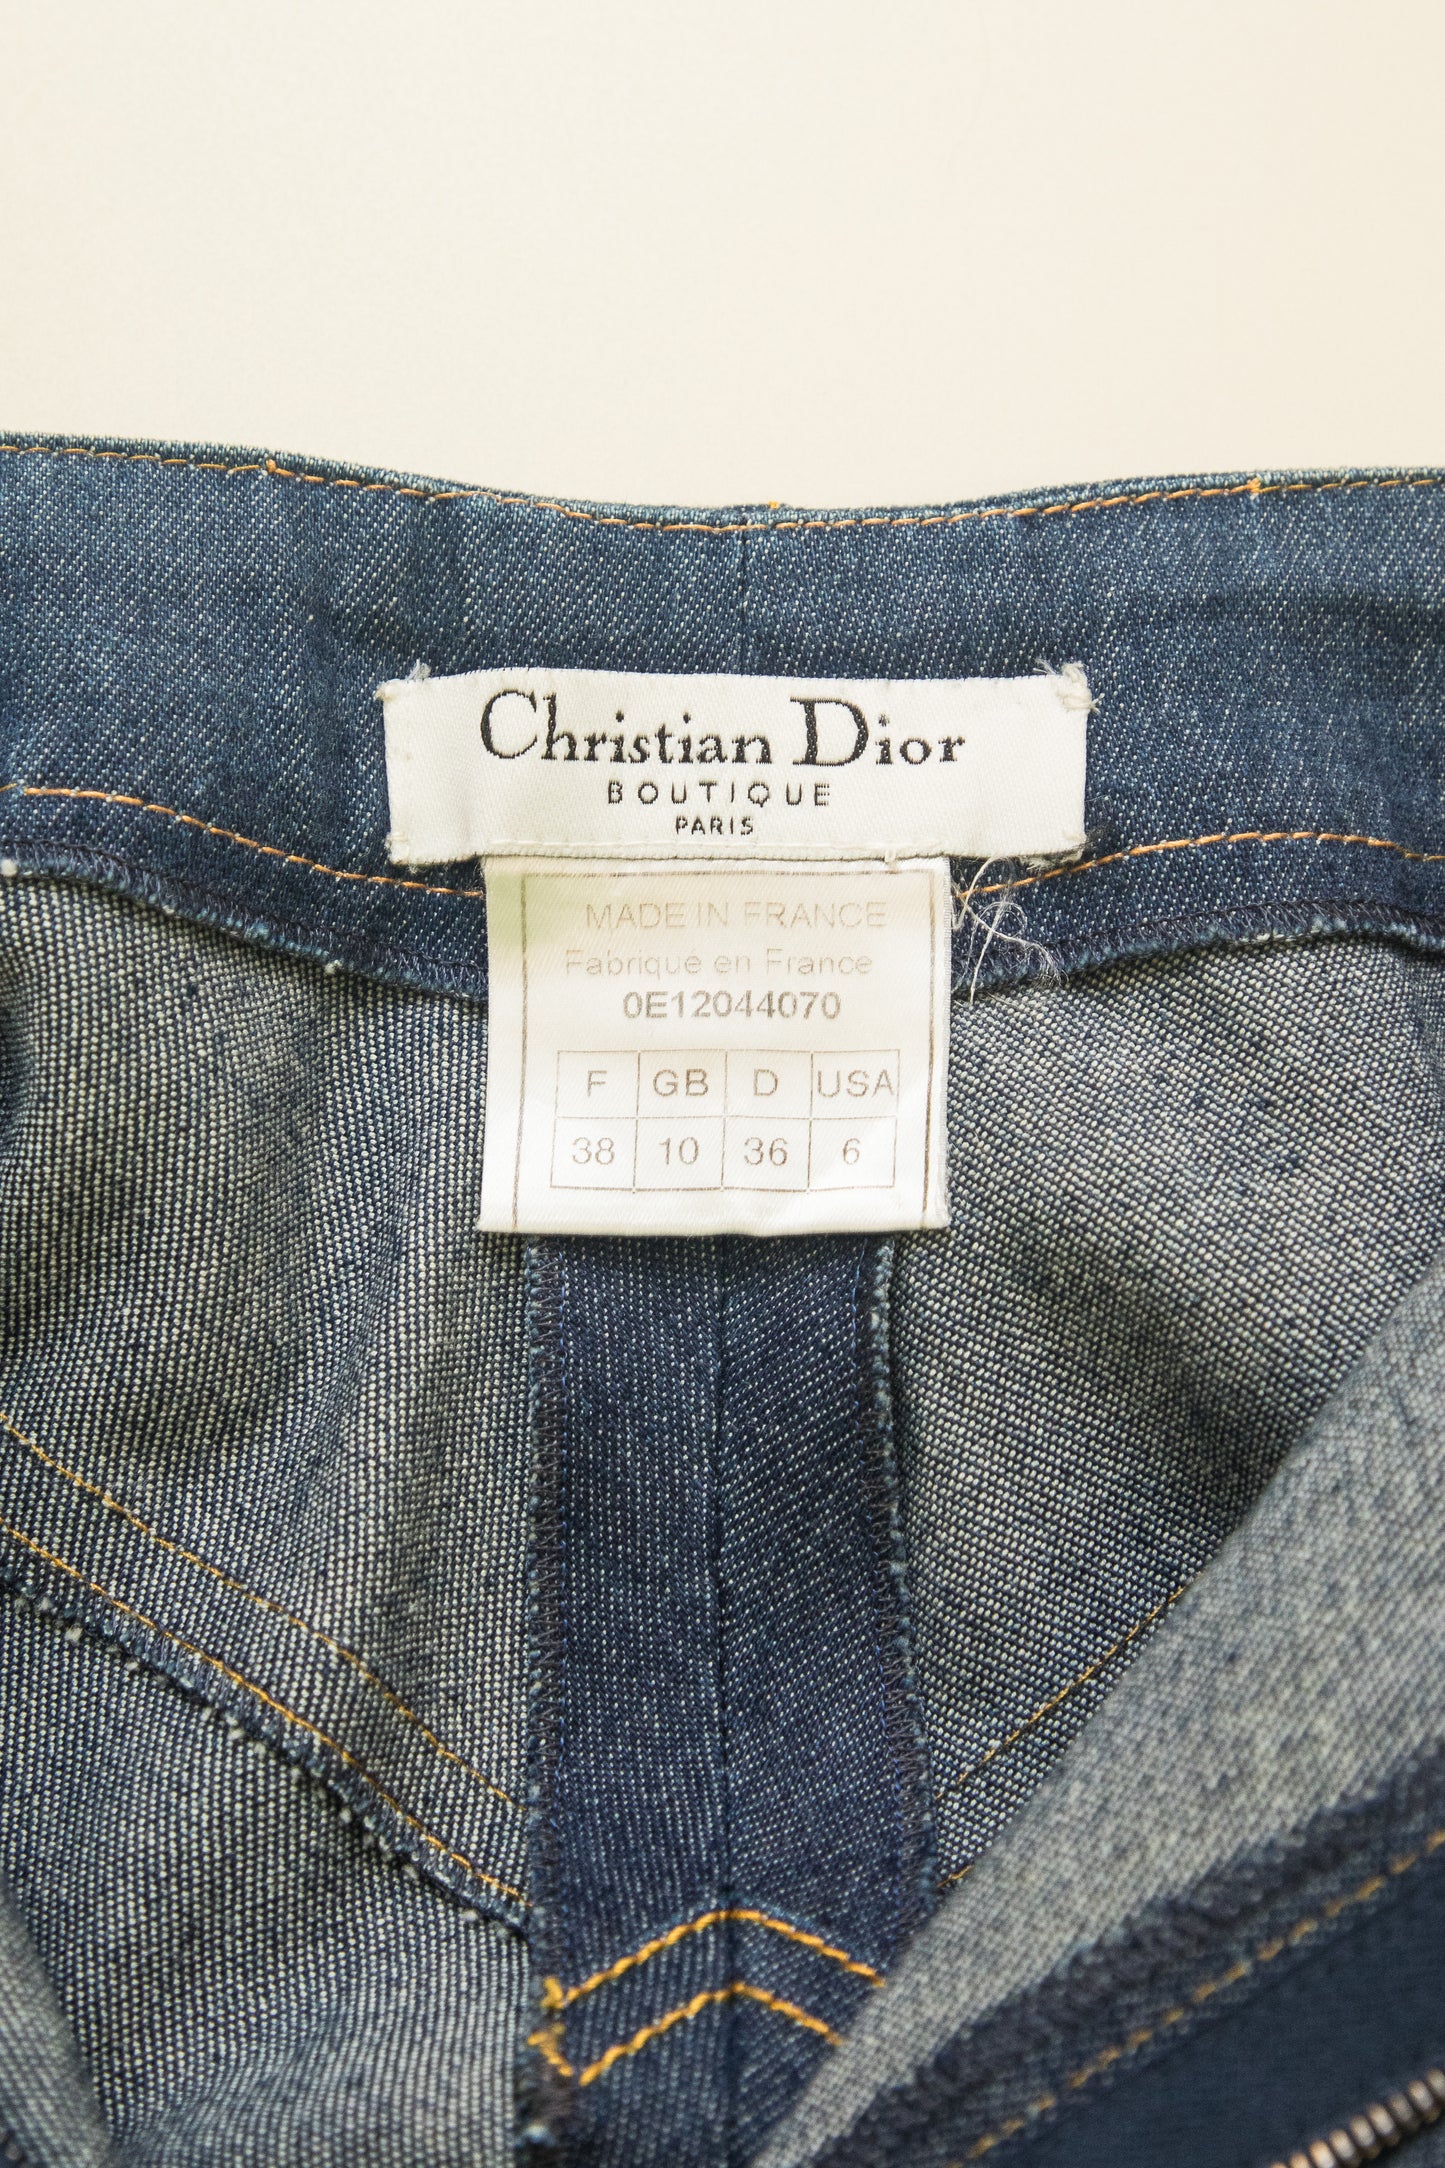 Christian Dior
BOUTIQUE
PARIS
MADE IN FRANCE
Fabriqué en France
0E12044070
F GB D USA
38 10 36 6